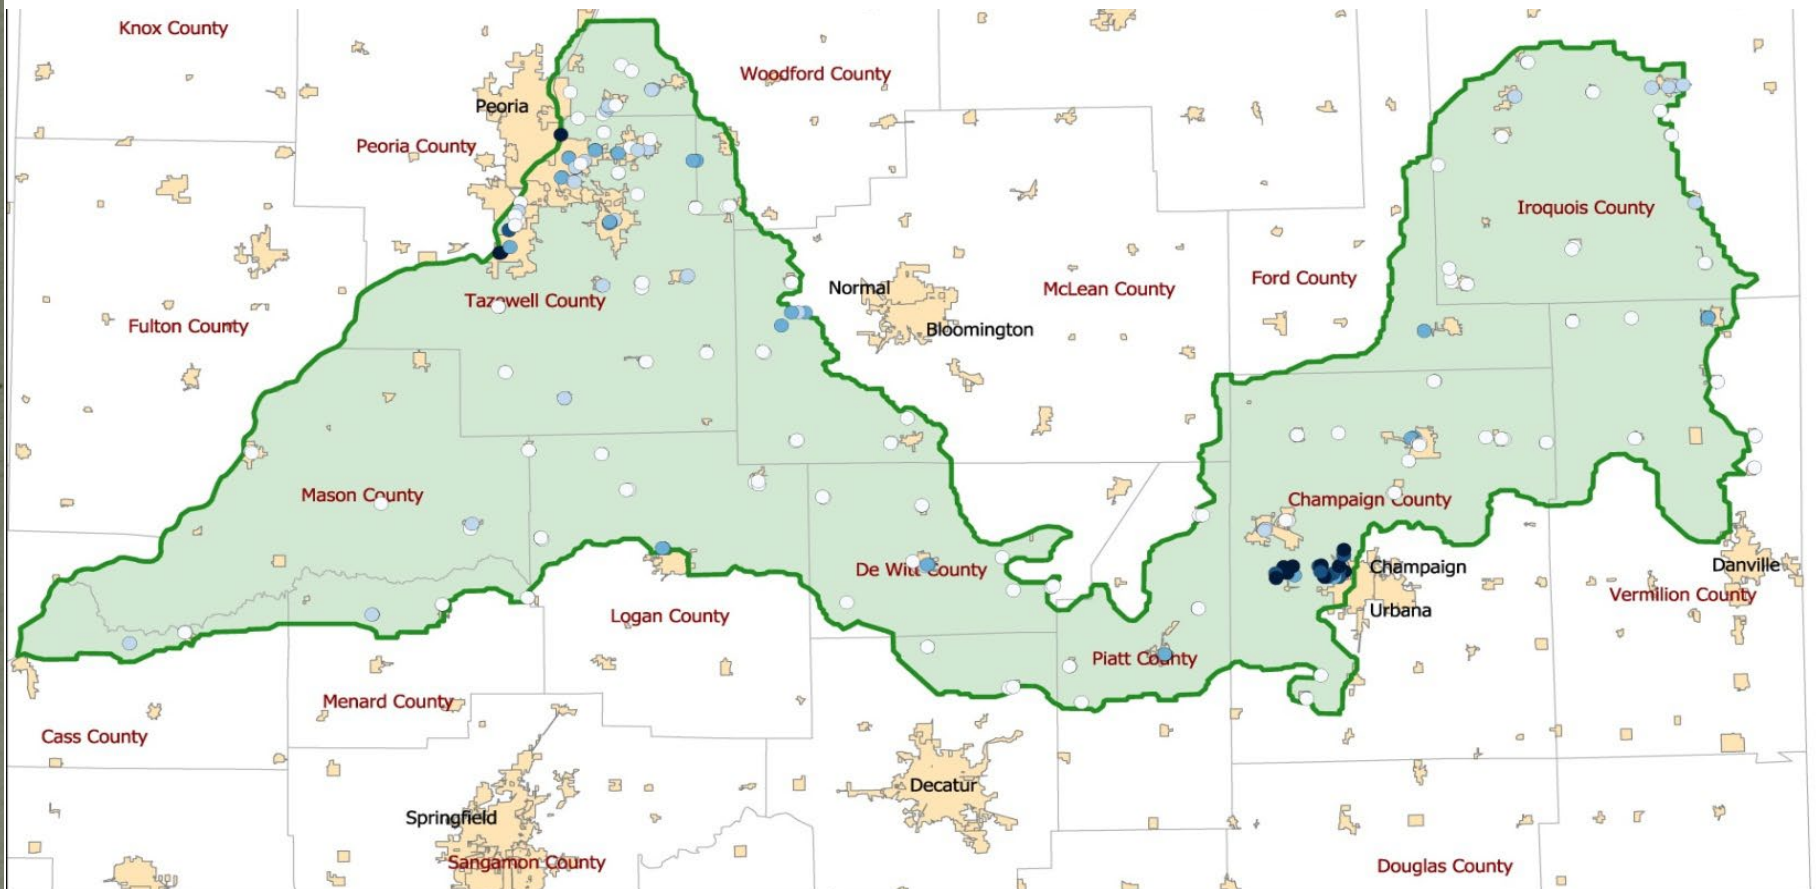 Knox County
Woodford County
Peoria
Peoria County
Iroquois County
Ford County
Normal
McLean County
Tazewell County
Fulton County
Bloomington
Mason County
Champaign County
De Witt County
Champaign
Danville
Vermilion County
Urbana
Logan County
Piatt County
Menard County
Cass County
Decatur
Springfield
Sangamon County
Douglas County